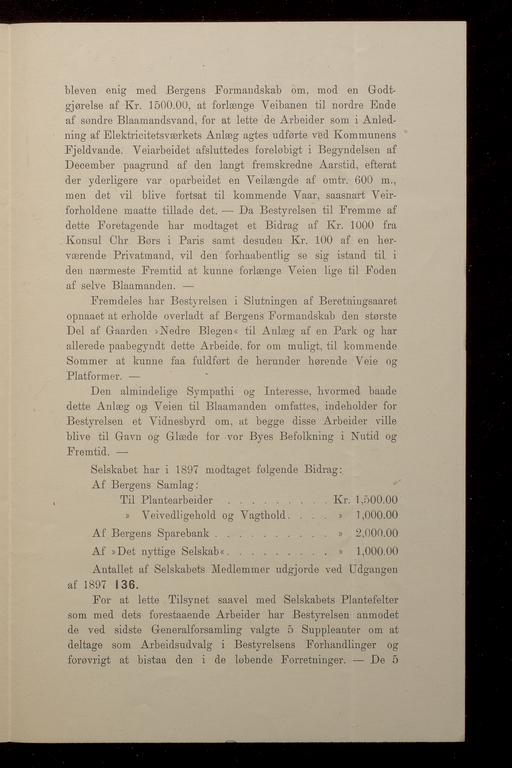 bleven enig med Bergens Formandskab om, mod en Godt-
gjørelse af Kr. 1500.00, at forlænge Veibanen til nordre Ende
af søndre Blaamandsvand, for at lette de Arbeider som i Anled-
ning af Elektricitetsværkets Anlæg agtes udførte ved Kommunens
Fjeldvande. Veiarbeidet afsluttedes foreløbigt i Begyndelsen af
December paagrund af den langt fremskredne Aarstid, efterat
der yderligere var oparbeidet en Veilængde af omtr. 600 m.,
men det vil blive fortsat til kommende Vaar, saasnart Veir-
forholdene maatte tillade det. — Da Bestyrelsen til Fremme af
dette Foretagende har modtaget et Bidrag af Kr. 1000 fra
Konsul Chr Børs i Paris samt desuden Kr. 100 af en her-
værende Privatmand, vil den forhaabentlig se sig istand til i
den nærmeste Fremtid at kunne forlænge Veien lige til Foden
af selve Blaamanden. —
Fremdeles har Bestyrelsen i Slutningen af Beretningsaaret
opnaaet at erholde overladt af Bergens Formandskab den største
Del af Gaarden »Nedre Blegen« til Anlæg af en Park og har
allerede paabegyndt dette Arbeide, for om muligt, til kommende
Sommer at kunne faa fuldført de herunder hørende Veie og
Platformer. —
Den almindelige Sympathi og Interesse, hvormed baade
dette Anlæg og Veien til Blaamanden omfattes, indeholder for
Bestyrelsen et Vidnesbyrd om, at begge disse Arbeider ville
blive til Gavn og Glæde for vor Byes Befolkning i Nutid og
Fremtid. —
Selskabet har i 1897 modtaget følgende Bidrag:
Af Bergens Samlag:
Til Plantearbeider . . . . . . . . . Kr. 1,500.00
» Veivedligehold og Vagthold. . . . » 1,000.00
Af Bergens Sparebank . . . . . . . . . . » 2,000.00
Af »Det nyttige Selskab«. . . . . . . . . » 1,000.00
Antallet af Selskabets Medlemmer udgjorde ved Udgangen
af 1897 136.
For at lette Tilsynet saavel med Selskabets Plantefelter
som med dets forestaaende Arbeider har Bestyrelsen anmodet
de ved sidste Generalforsamling valgte 5 Suppleanter om at
deltage som Arbeidsudvalg i Bestyrelsens Forhandlinger og
forøvrigt at bistaa den i de løbende Forretninger. — De 5